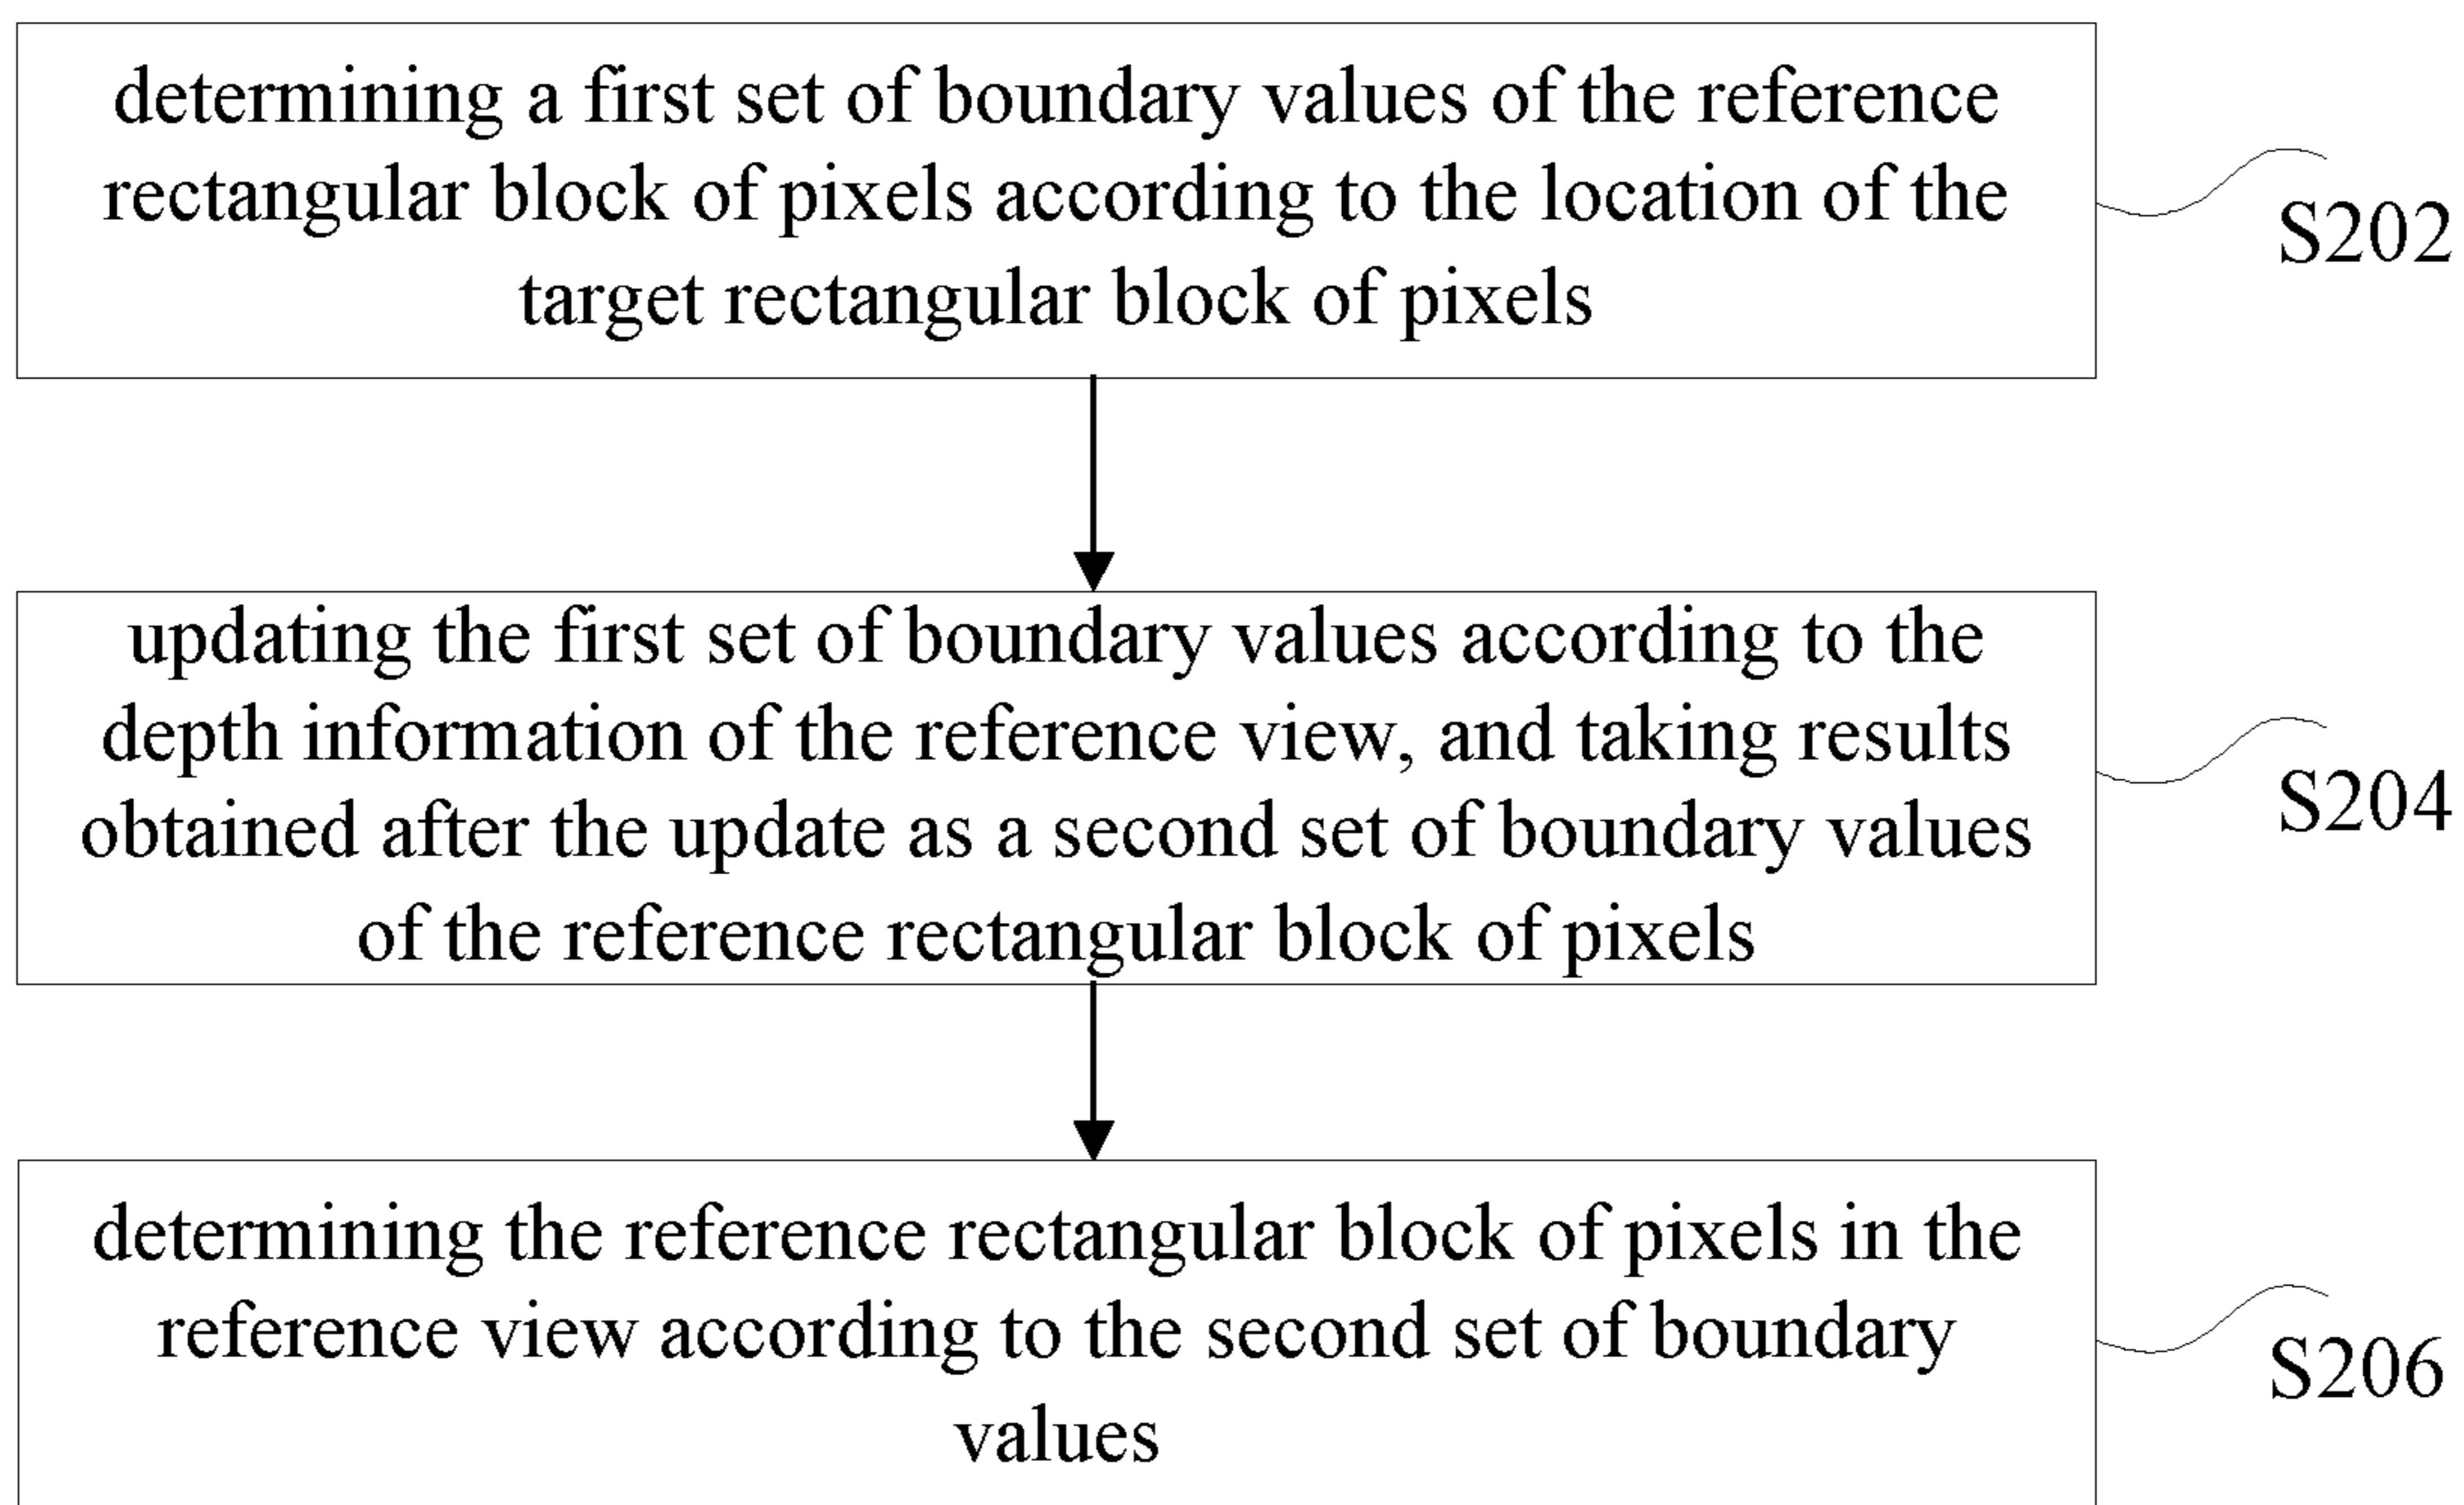 determining a first set of boundary values of the reference
rectangular block of pixels according to the location of the
target rectangular block of pixels
S202
updating the first set of boundary values according to the
depth information of the reference view, and taking results
obtained after the update as a second set of boundary values
of the reference rectangular block of pixels
S204
determining the reference rectangular block of pixels in the
reference view according to the second set of boundary
values
S206